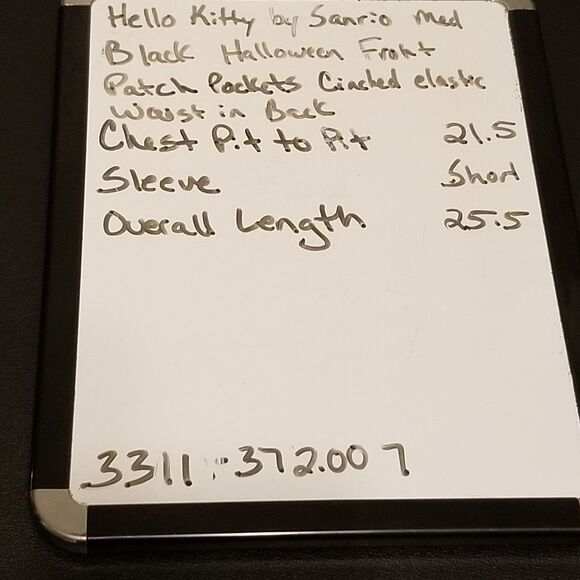 Hello Kitty by Sanrio Med
Black Halloween Front
Patch Pockets Cinched elastic
Waist in Back
Chest Pit to Pit 21.5
Sleeve Short
Overall Length 25.5
3311-372.007